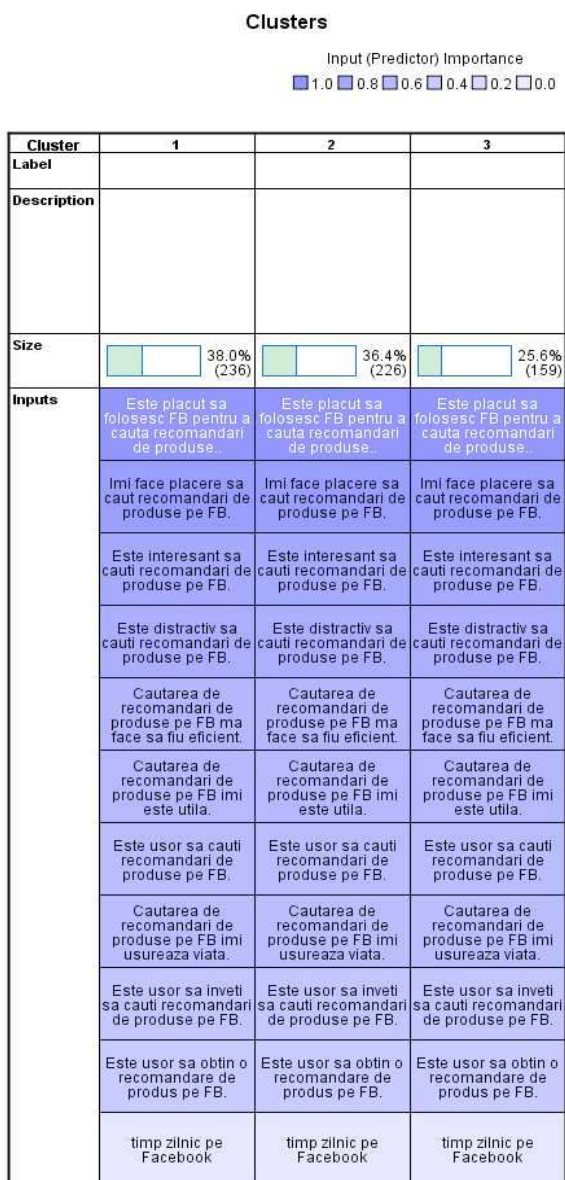 Clusters
Input (Predictor) Importance
1.0 0.8 0.6 0.4 0.2 0.0
Cluster 1 2 3
Label
Description
Size
38.0%
(236)
36.4%
(226)
25.6%
(159)
Inputs
Este placut sa
folosesc FB pentru a
cauta recomandari
de produse..
Este placut sa
folosesc FB pentru a
cauta recomandari
de produse..
Este placut sa
folosesc FB pentru a
cauta recomandari
de produse..
Imi face placere sa
caut recomandari de
produse pe FB.
Imi face placere sa
caut recomandari de
produse pe FB.
Imi face placere sa
caut recomandari de
produse pe FB.
Este interesant sa
cauti recomandari de
produse pe FB.
Este interesant sa
cauti recomandari de
produse pe FB.
Este interesant sa
cauti recomandari de
produse pe FB.
Este distractiv sa
cauti recomandari de
produse pe FB.
Este distractiv sa
cauti recomandari de
produse pe FB.
Este distractiv sa
cauti recomandari de
produse pe FB.
Cautarea de
recomandari de
produse pe FB ma
face sa fiu eficient.
Cautarea de
recomandari de
produse pe FB ma
face sa fiu eficient.
Cautarea de
recomandari de
produse pe FB ma
face sa fiu eficient.
Cautarea de
recomandari de
produse pe FB imi
este utila.
Cautarea de
recomandari de
produse pe FB imi
este utila.
Cautarea de
recomandari de
produse pe FB imi
este utila.
Este usor sa cauti
recomandari de
produse pe FB.
Este usor sa cauti
recomandari de
produse pe FB.
Este usor sa cauti
recomandari de
produse pe FB.
Cautarea de
recomandari de
produse pe FB imi
usureaza viata.
Cautarea de
recomandari de
produse pe FB imi
usureaza viata.
Cautarea de
recomandari de
produse pe FB imi
usureaza viata.
Este usor sa inveti
sa cauti recomandari
de produse pe FB.
Este usor sa inveti
sa cauti recomandari
de produse pe FB.
Este usor sa inveti
sa cauti recomandari
de produse pe FB.
Este usor sa obtin o
recomandare de
produs pe FB.
Este usor sa obtin o
recomandare de
produs pe FB.
Este usor sa obtin o
recomandare de
produs pe FB.
timp zilnic pe
Facebook
timp zilnic pe
Facebook
timp zilnic pe
Facebook